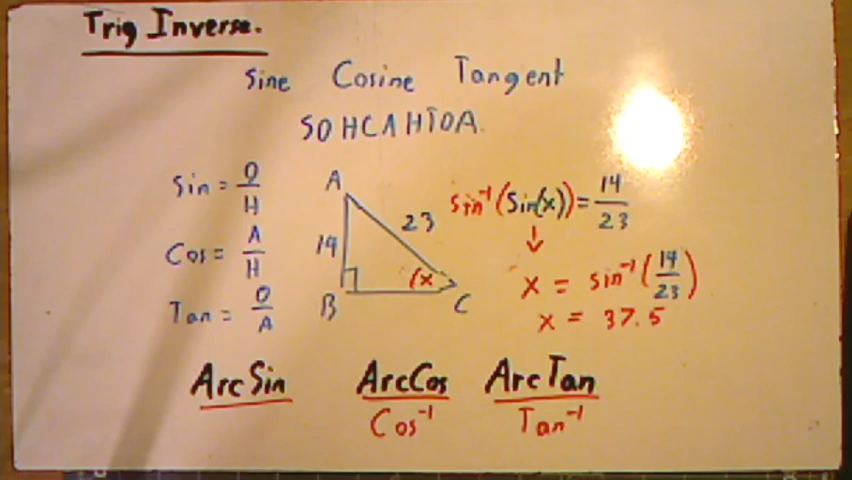 Trig Inverse.
Sine Cosine Tangent
SOHCAHTOA
Sin = O/H
Cos = A/H
Tan = O/A
A
14
23
B
(x
C
sin⁻¹(Sin(x)) = 14/23
↓
x = sin⁻¹(14/23)
x = 37.5
ArcSin ArcCos ArcTan
Cos⁻¹ Tan⁻¹